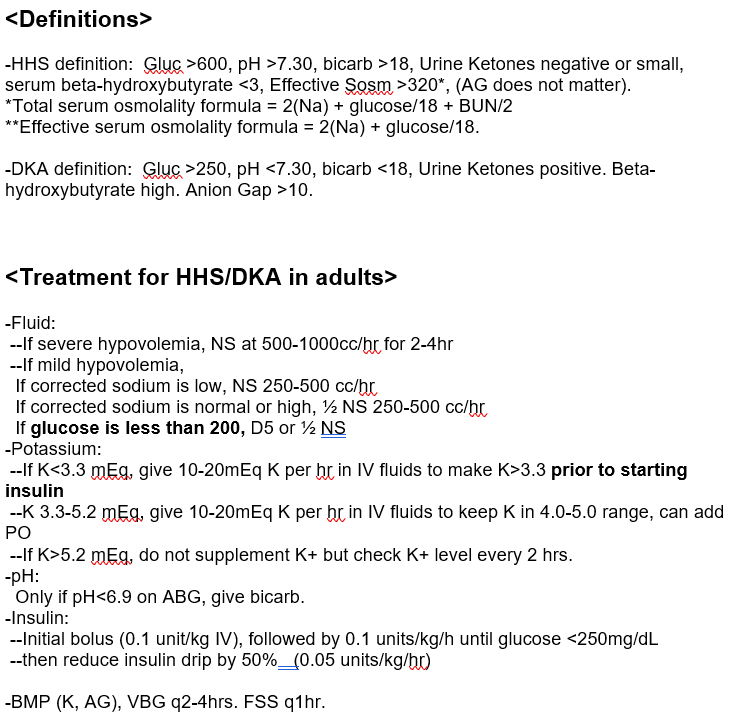 <Definitions>
-HHS definition:  Gluc >600, pH >7.30, bicarb >18, Urine Ketones negative or small,
serum beta-hydroxybutyrate <3, Effective Sosm >320*, (AG does not matter).
*Total serum osmolality formula = 2(Na) + glucose/18 + BUN/2
**Effective serum osmolality formula = 2(Na) + glucose/18.
-DKA definition:  Gluc >250, pH <7.30, bicarb <18, Urine Ketones positive. Beta-
hydroxybutyrate high. Anion Gap >10.
<Treatment for HHS/DKA in adults>
-Fluid:
--If severe hypovolemia, NS at 500-1000cc/hr for 2-4hr
--If mild hypovolemia,
If corrected sodium is low, NS 250-500 cc/hr
If corrected sodium is normal or high, ½ NS 250-500 cc/hr
If glucose is less than 200, D5 or ½ NS
-Potassium:
--If K<3.3 mEq, give 10-20mEq K per hr in IV fluids to make K>3.3 prior to starting
insulin
--K 3.3-5.2 mEq, give 10-20mEq K per hr in IV fluids to keep K in 4.0-5.0 range, can add
PO
--If K>5.2 mEq, do not supplement K+ but check K+ level every 2 hrs.
-pH:
Only if pH<6.9 on ABG, give bicarb.
-Insulin:
--Initial bolus (0.1 unit/kg IV), followed by 0.1 units/kg/h until glucose <250mg/dL
--then reduce insulin drip by 50%  (0.05 units/kg/hr)
-BMP (K, AG), VBG q2-4hrs. FSS q1hr.